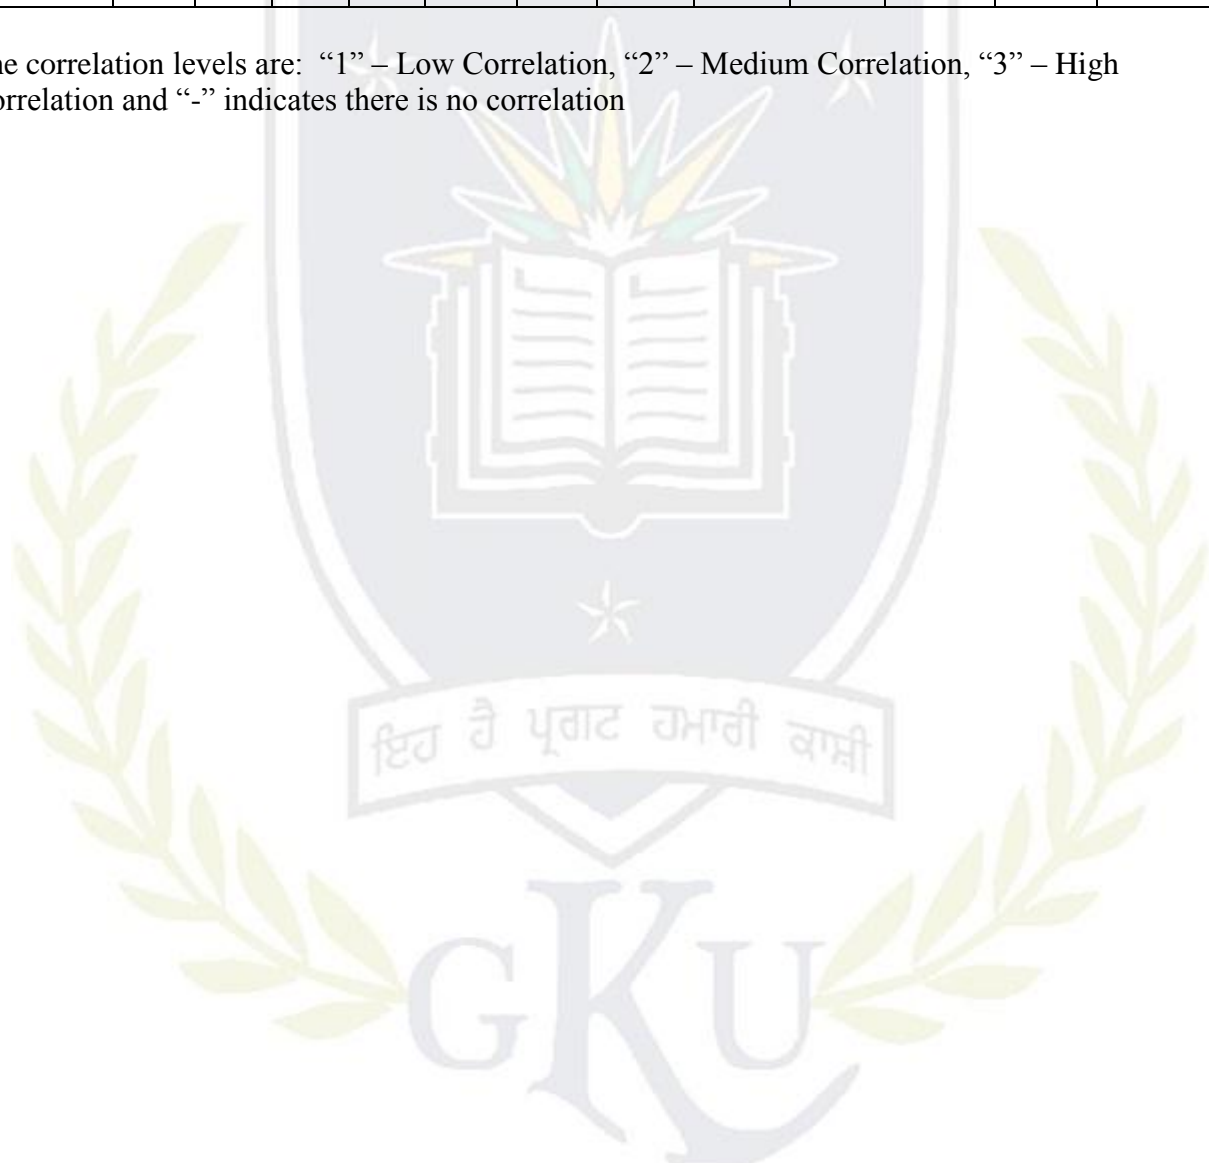 he correlation levels are: “1” – Low Correlation, “2” – Medium Correlation, “3” – High
orrelation and “-” indicates there is no correlation
ਇਹ ਹੈ ਪ੍ਰਗਟ ਹਮਾਰੀ ਕਾਸ਼ੀ
GKU